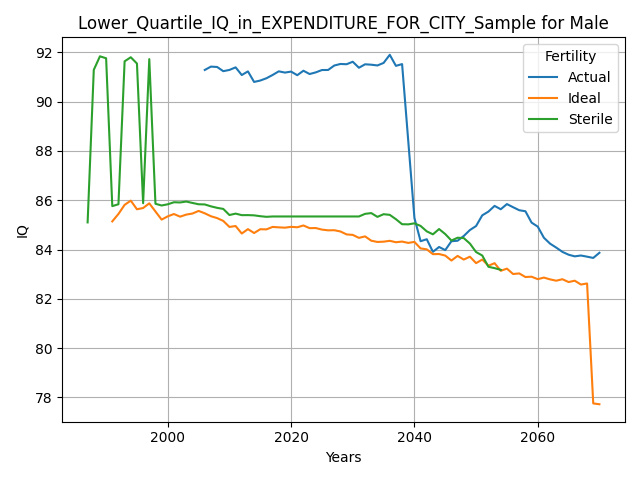 Lower_Quartile_IQ_in_EXPENDITURE_FOR_CITY_Sample for Male
Fertility
Actual
Ideal
Sterile
92
90
88
86
84
82
80
78
IQ
2000
2020
2040
2060
Years